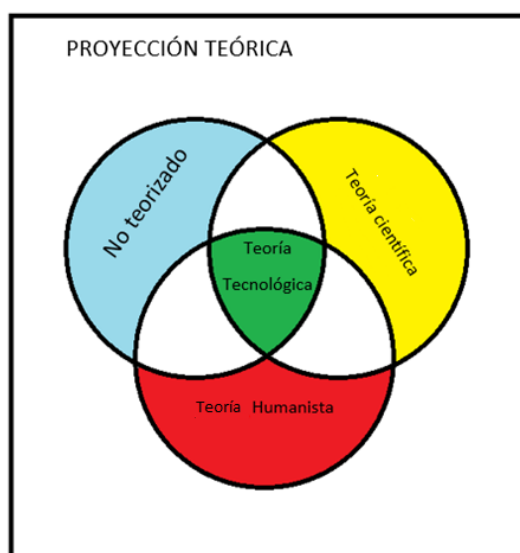 PROYECCIÓN TEÓRICA
No teorizado
Teoría científica
Teoría
Tecnológica
Teoría Humanista